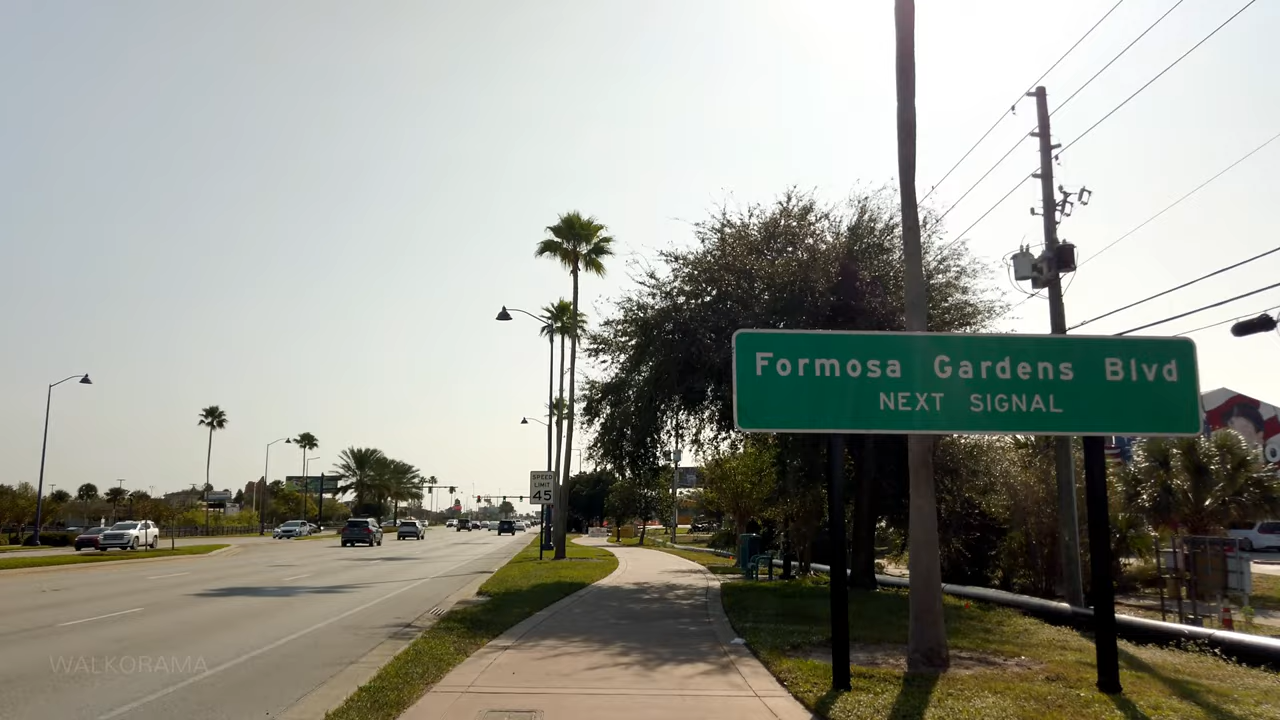 Formosa Gardens Blvd
NEXT SIGNAL
SPEED
LIMIT
45
WALKORAMA